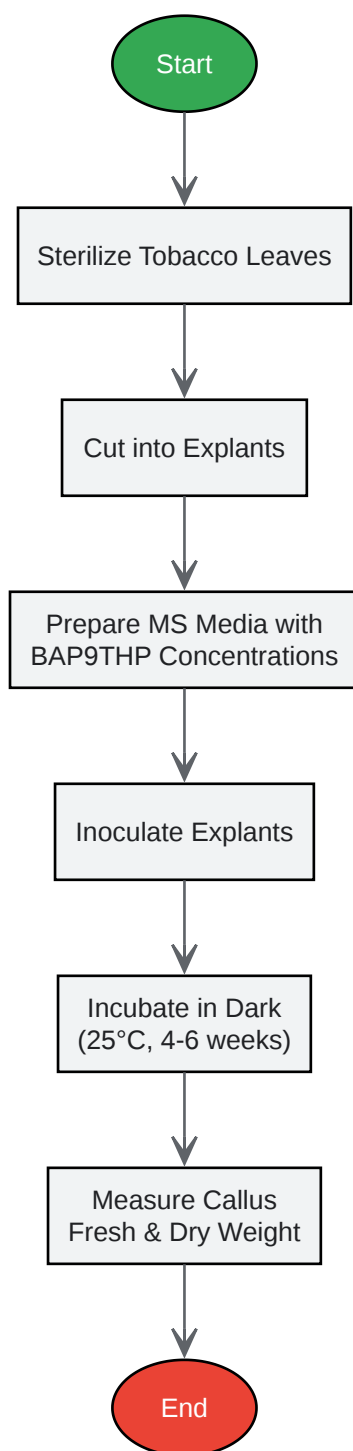 Start
Sterilize Tobacco Leaves
Cut into Explants
Prepare MS Media with
BAP9THP Concentrations
Inoculate Explants
Incubate in Dark
(25°C, 4-6 weeks)
Measure Callus
Fresh & Dry Weight
End